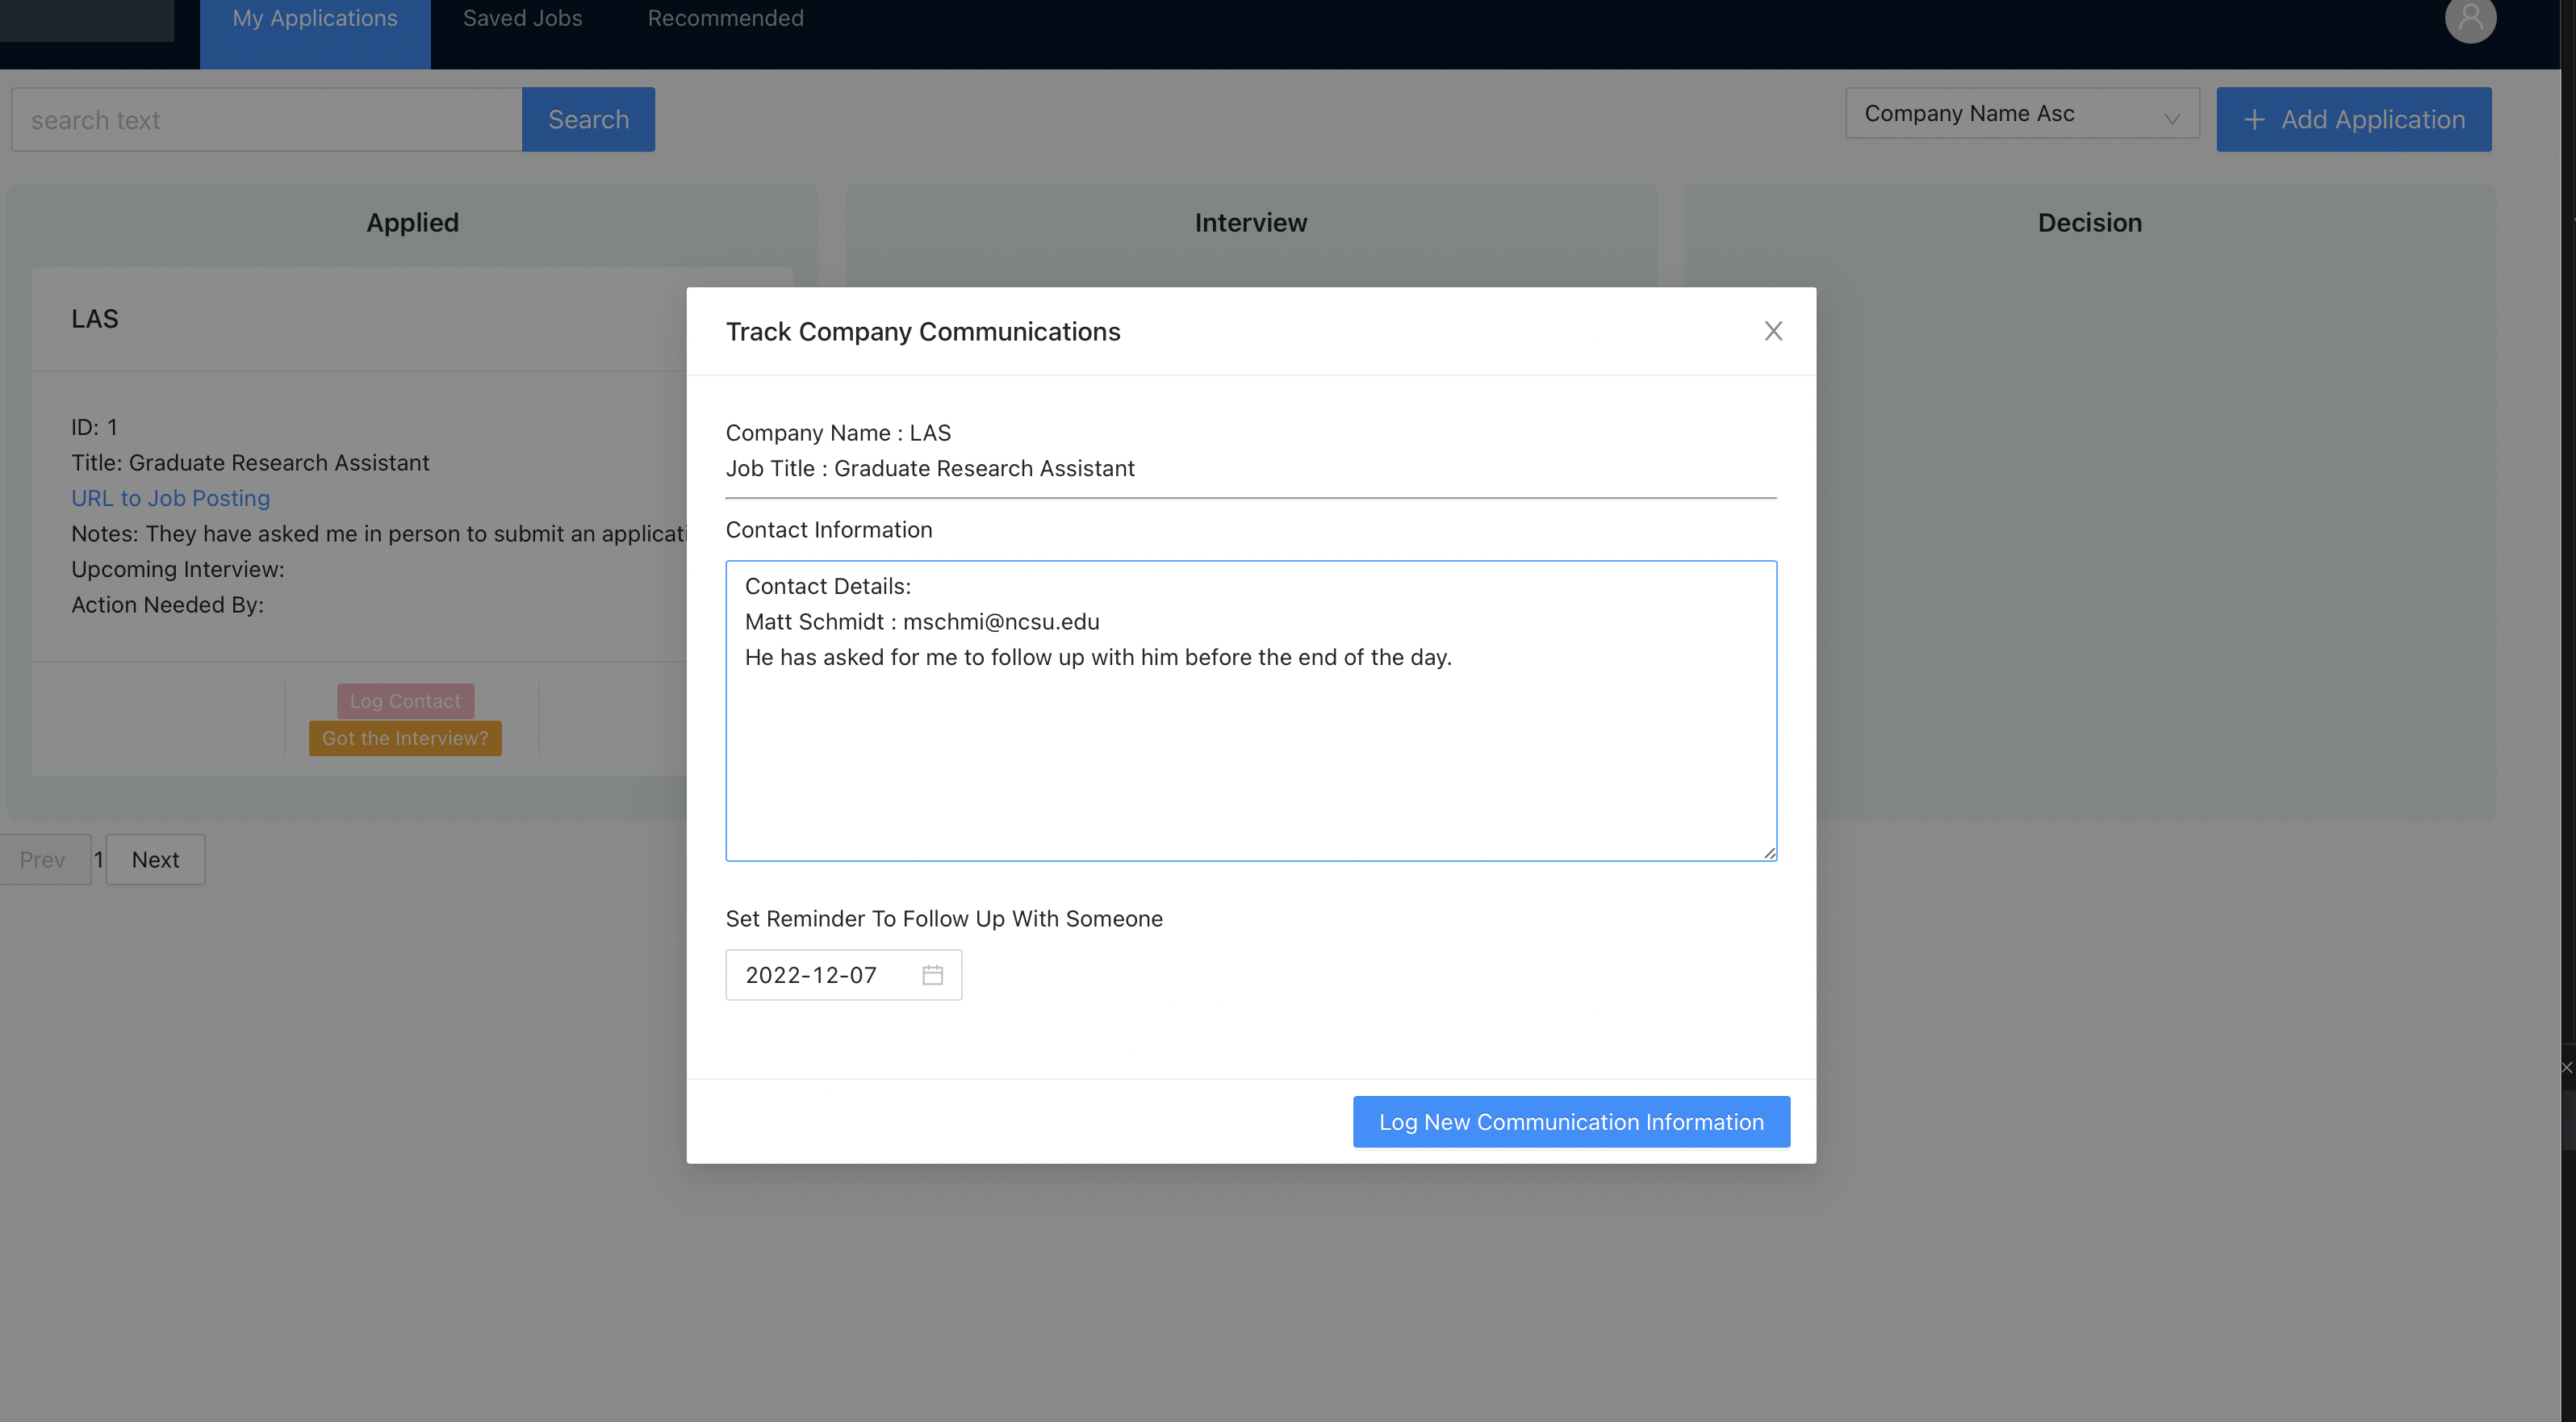 My Applications
Saved Jobs
Recommended
search text
Search
Company Name Asc
Add Application
Applied
Interview
Decision
LAS
ID: 1
Title: Graduate Research Assistant
URL to Job Posting
Notes: They have asked me in person to submit an applicati
Upcoming Interview:
Action Needed By:
Log Contact
Got the Interview?
Prev
1
Next
Track Company Communications
Company Name : LAS
Job Title : Graduate Research Assistant
Contact Information
Contact Details:
Matt Schmidt : mschmi@ncsu.edu
He has asked for me to follow up with him before the end of the day.
Set Reminder To Follow Up With Someone
2022-12-07
Log New Communication Information